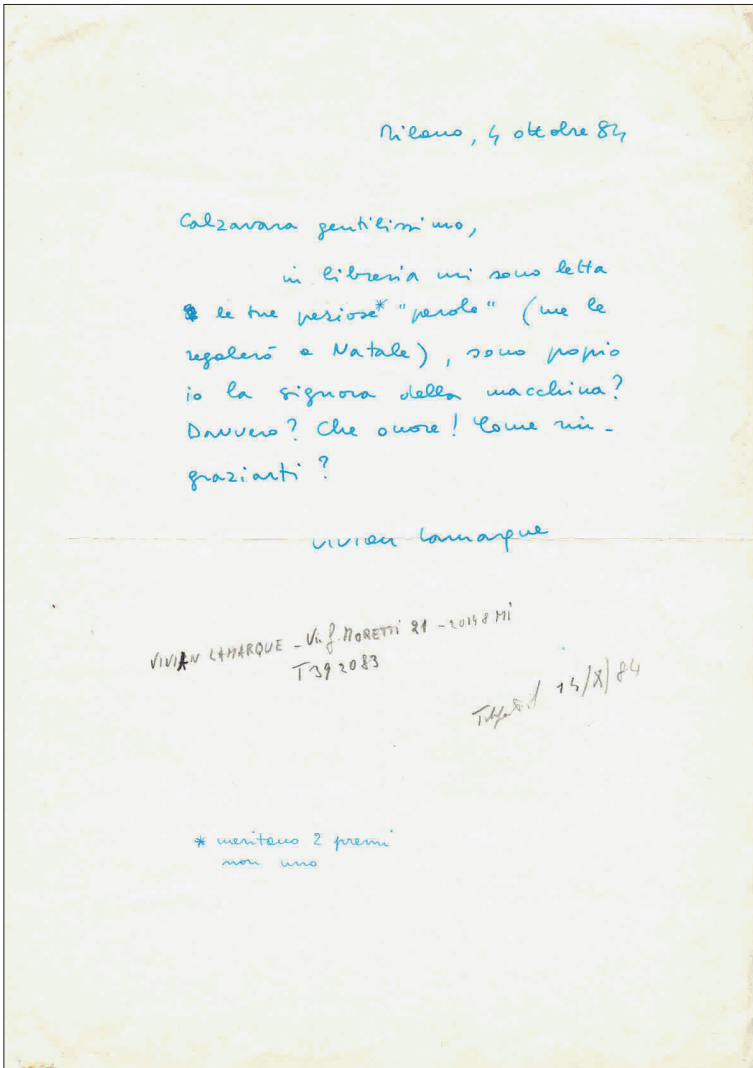 Milano, 4 ottobre 84
Calzavara gentilissimo,
in libreria mi sono letta
le tue preziose* "parole" (me le
regalerò a Natale), sono proprio
io la signora della macchina?
Davvero? Che onore! Come rin-
graziarti?
Vivian Lamarque
VIVIAN LAMARQUE - Via G. MORETTI 21 - 20148 MI
T 392083
14/X/84
* meritano 2 premi
non uno